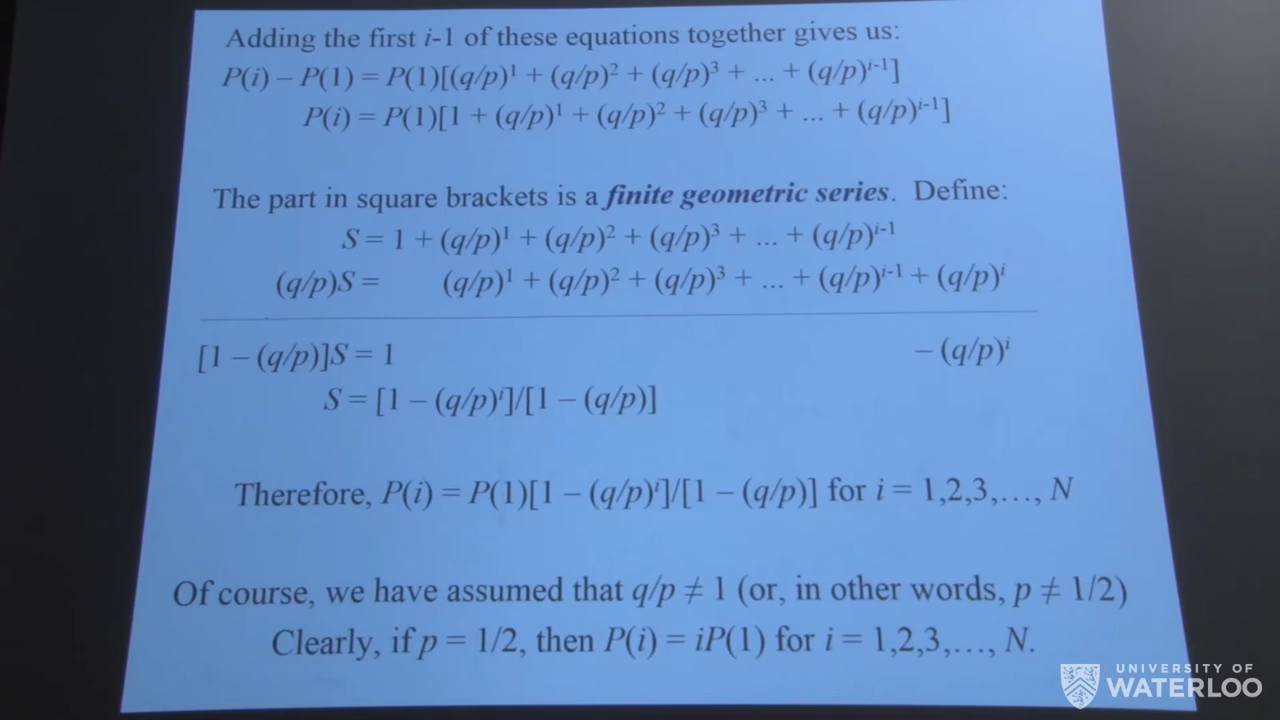 Adding the first i-1 of these equations together gives us:
P(i) – P(1) = P(1)[(q/p)¹ + (q/p)² + (q/p)³ + ... + (q/p)ⁱ⁻¹]
P(i) = P(1)[1 + (q/p)¹ + (q/p)² + (q/p)³ + ... + (q/p)ⁱ⁻¹]
The part in square brackets is a finite geometric series. Define:
S = 1 + (q/p)¹ + (q/p)² + (q/p)³ + ... + (q/p)ⁱ⁻¹
(q/p)S = (q/p)¹ + (q/p)² + (q/p)³ + ... + (q/p)ⁱ⁻¹ + (q/p)ⁱ
[1 – (q/p)]S = 1 – (q/p)ⁱ
S = [1 – (q/p)ⁱ]/[1 – (q/p)]
Therefore, P(i) = P(1)[1 – (q/p)ⁱ]/[1 – (q/p)] for i = 1,2,3,…, N
Of course, we have assumed that q/p ≠ 1 (or, in other words, p ≠ 1/2)
Clearly, if p = 1/2, then P(i) = iP(1) for i = 1,2,3,…, N.
UNIVERSITY OF
WATERLOO